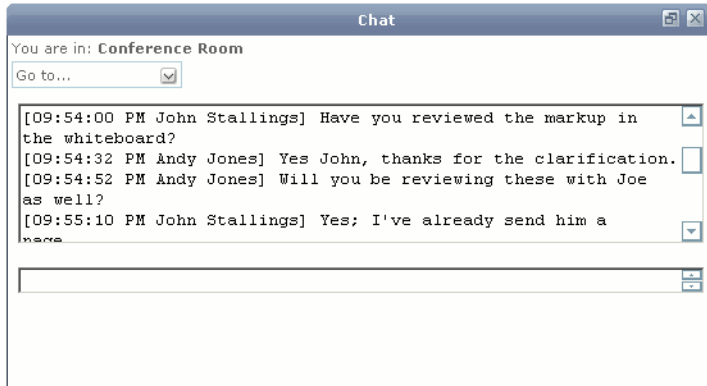 Chat
You are in: Conference Room
Go to...
[09:54:00 PM John Stallings] Have you reviewed the markup in
the whiteboard?
[09:54:32 PM Andy Jones] Yes John, thanks for the clarification.
[09:54:52 PM Andy Jones] Will you be reviewing these with Joe
as well?
[09:55:10 PM John Stallings] Yes; I've already send him a
page